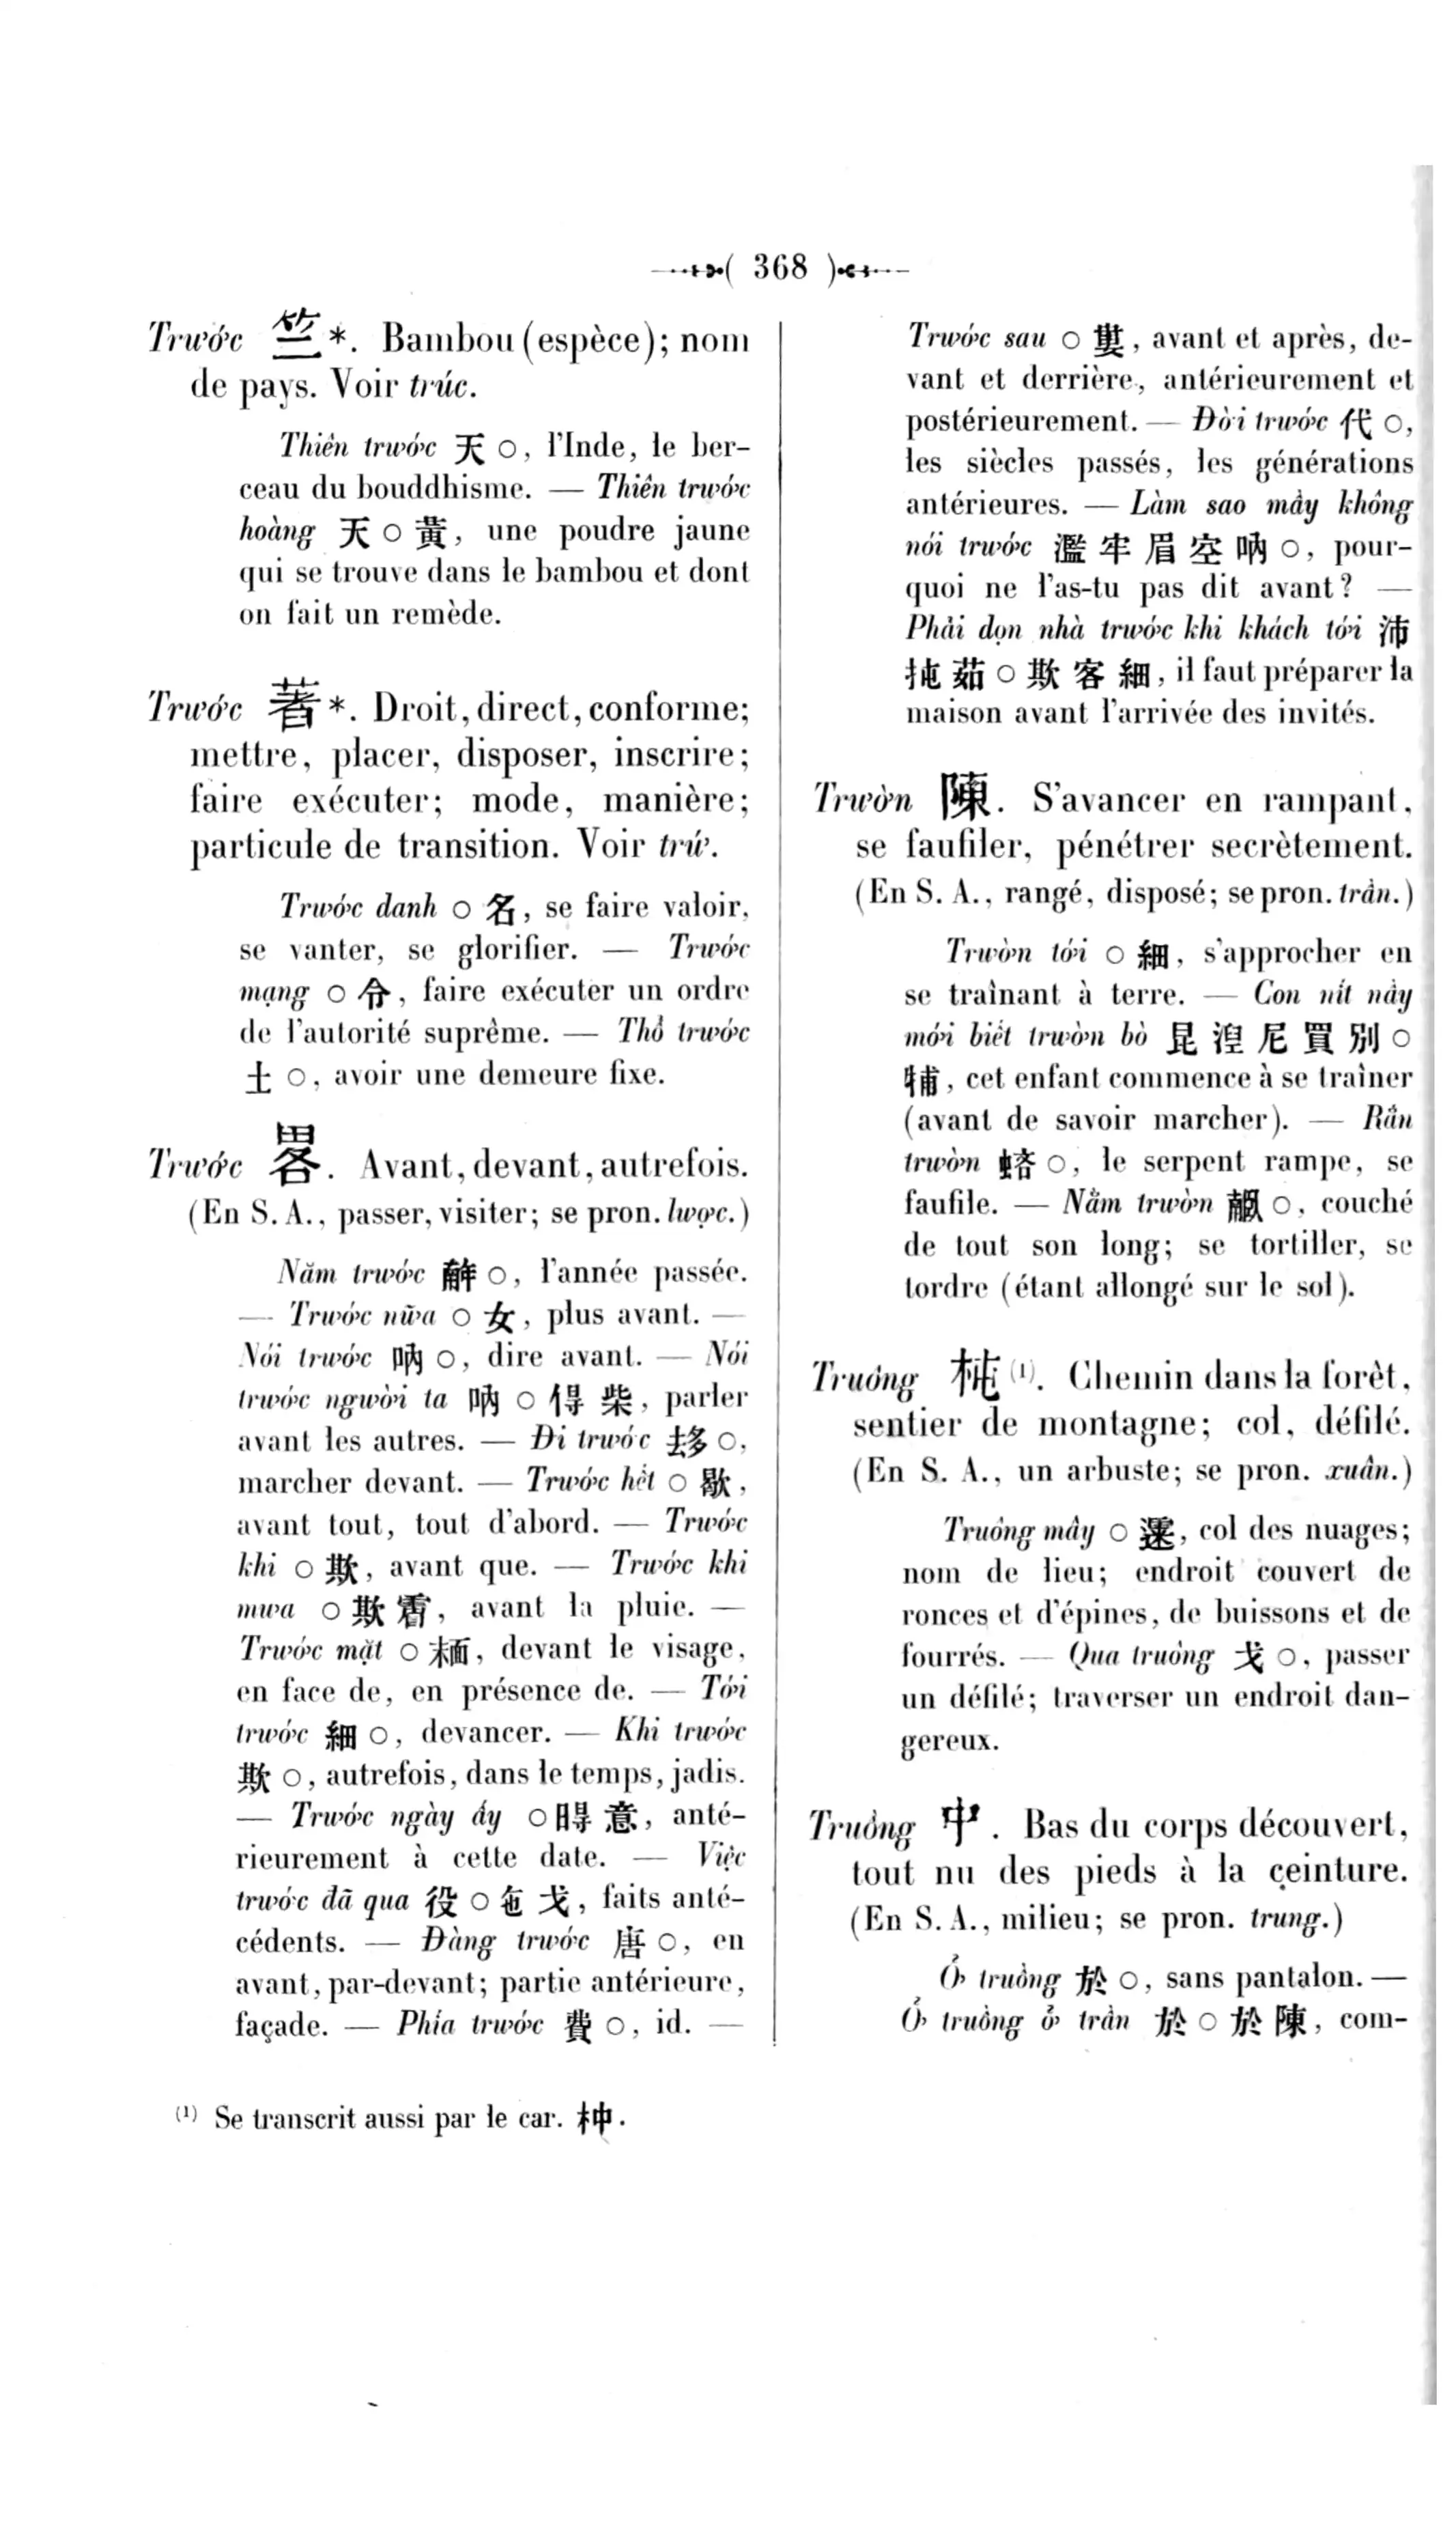 ( 368 )
Trước 竺 *. Bambou (espèce); nom
de pays. Voir trúc.
Thiên trước 天 ○, l'Inde, le ber-
ceau du bouddhisme. — Thiên trước
hoàng 天 ○ 黃, une poudre jaune
qui se trouve dans le bambou et dont
on fait un remède.
Trước 著 *. Droit, direct, conforme;
mettre, placer, disposer, inscrire;
faire exécuter; mode, manière;
particule de transition. Voir trứ.
Trước danh ○ 名, se faire valoir,
se vanter, se glorifier. — Trước
mạng ○ 令, faire exécuter un ordre
de l'autorité suprême. — Thổ trước
土 ○, avoir une demeure fixe.
Trước 畧. Avant, devant, autrefois.
(En S. A., passer, visiter; se pron. lược.)
Năm trước ○, l'année passée.
— Trước nữa ○ 女, plus avant. —
Nói trước 吶 ○, dire avant. — Nói
trước người ta 吶 ○ 得 柴, parler
avant les autres. — Đi trước 𠫾 ○,
marcher devant. — Trước hết ○ 歇,
avant tout, tout d'abord. — Trước
khi ○ 欺, avant que. — Trước khi
mưa ○ 欺 𩄎, avant la pluie. —
Trước mặt ○ 𩈘, devant le visage,
en face de, en présence de. — Tới
trước 細 ○, devancer. — Khi trước
欺 ○, autrefois, dans le temps, jadis.
— Trước ngày ấy ○ 㝵 意, anté-
rieurement à cette date. — Việc
trước đã qua 役 ○ 㐌 戈, faits anté-
cédents. — Đàng trước 唐 ○, en
avant, par-devant; partie antérieure,
façade. — Phía trước 費 ○, id. —
Trước sau ○ 婁, avant et après, de-
vant et derrière, antérieurement et
postérieurement. — Đời trước 代 ○,
les siècles passés, les générations
antérieures. — Làm sao mầy không
nói trước 濫 牢 眉 空 吶 ○, pour-
quoi ne l'as-tu pas dit avant? —
Phải dọn nhà trước khi khách tới 沛
扽 茹 ○ 欺 客 細, il faut préparer la
maison avant l'arrivée des invités.
Trườn 陳. S'avancer en rampant,
se faufiler, pénétrer secrètement.
(En S. A., rangé, disposé; se pron. trần.)
Trườn tới ○ 細, s'approcher en
se traînant à terre. — Con nít nầy
mới biết trườn bò 昆 湼 尼 買 別 ○
㹎, cet enfant commence à se traîner
(avant de savoir marcher). — Rắn
trườn ○, le serpent rampe, se
faufile. — Nằm trườn ○, couché
de tout son long; se tortiller, se
tordre (étant allongé sur le sol).
Truông 杶 (1). Chemin dans la forêt,
sentier de montagne; col, défilé.
(En S. A., un arbuste; se pron. xuân.)
Truông mây ○, col des nuages;
nom de lieu; endroit couvert de
ronces et d'épines, de buissons et de
fourrés. — Qua truông 戈 ○, passer
un défilé; traverser un endroit dan-
gereux.
Truồng 中. Bas du corps découvert,
tout nu des pieds à la ceinture.
(En S. A., milieu; se pron. trung.)
Ở truồng 於 ○, sans pantalon. —
Ở truồng ở trần 於 ○ 於 陳, com-
(1) Se transcrit aussi par le car. 柛.